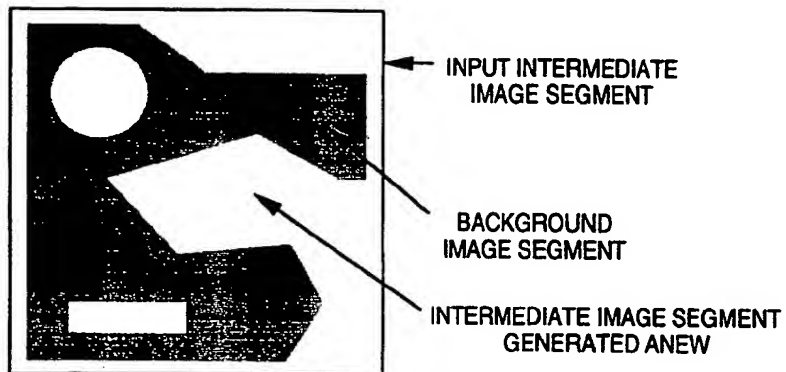 INPUT INTERMEDIATE
IMAGE SEGMENT
BACKGROUND
IMAGE SEGMENT
INTERMEDIATE IMAGE SEGMENT
GENERATED ANEW